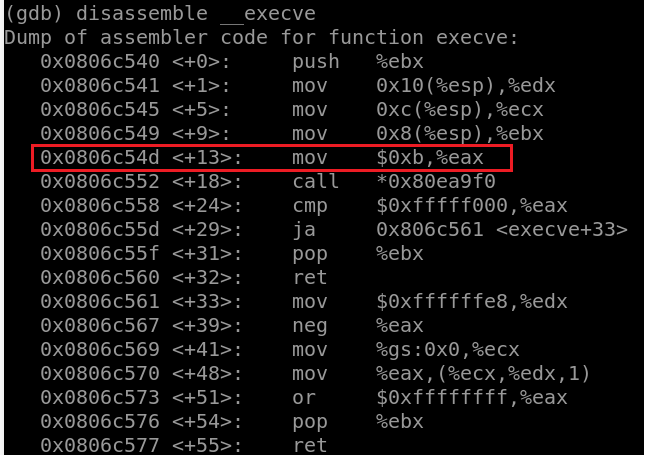 (gdb) disassemble __execve
Dump of assembler code for function execve:
   0x0806c540 <+0>:     push   %ebx
   0x0806c541 <+1>:     mov    0x10(%esp),%edx
   0x0806c545 <+5>:     mov    0xc(%esp),%ecx
   0x0806c549 <+9>:     mov    0x8(%esp),%ebx
   0x0806c54d <+13>:    mov    $0xb,%eax
   0x0806c552 <+18>:    call   *0x80ea9f0
   0x0806c558 <+24>:    cmp    $0xfffff000,%eax
   0x0806c55d <+29>:    ja     0x806c561 <execve+33>
   0x0806c55f <+31>:    pop    %ebx
   0x0806c560 <+32>:    ret
   0x0806c561 <+33>:    mov    $0xffffffe8,%edx
   0x0806c567 <+39>:    neg    %eax
   0x0806c569 <+41>:    mov    %gs:0x0,%ecx
   0x0806c570 <+48>:    mov    %eax,(%ecx,%edx,1)
   0x0806c573 <+51>:    or     $0xffffffff,%eax
   0x0806c576 <+54>:    pop    %ebx
   0x0806c577 <+55>:    ret